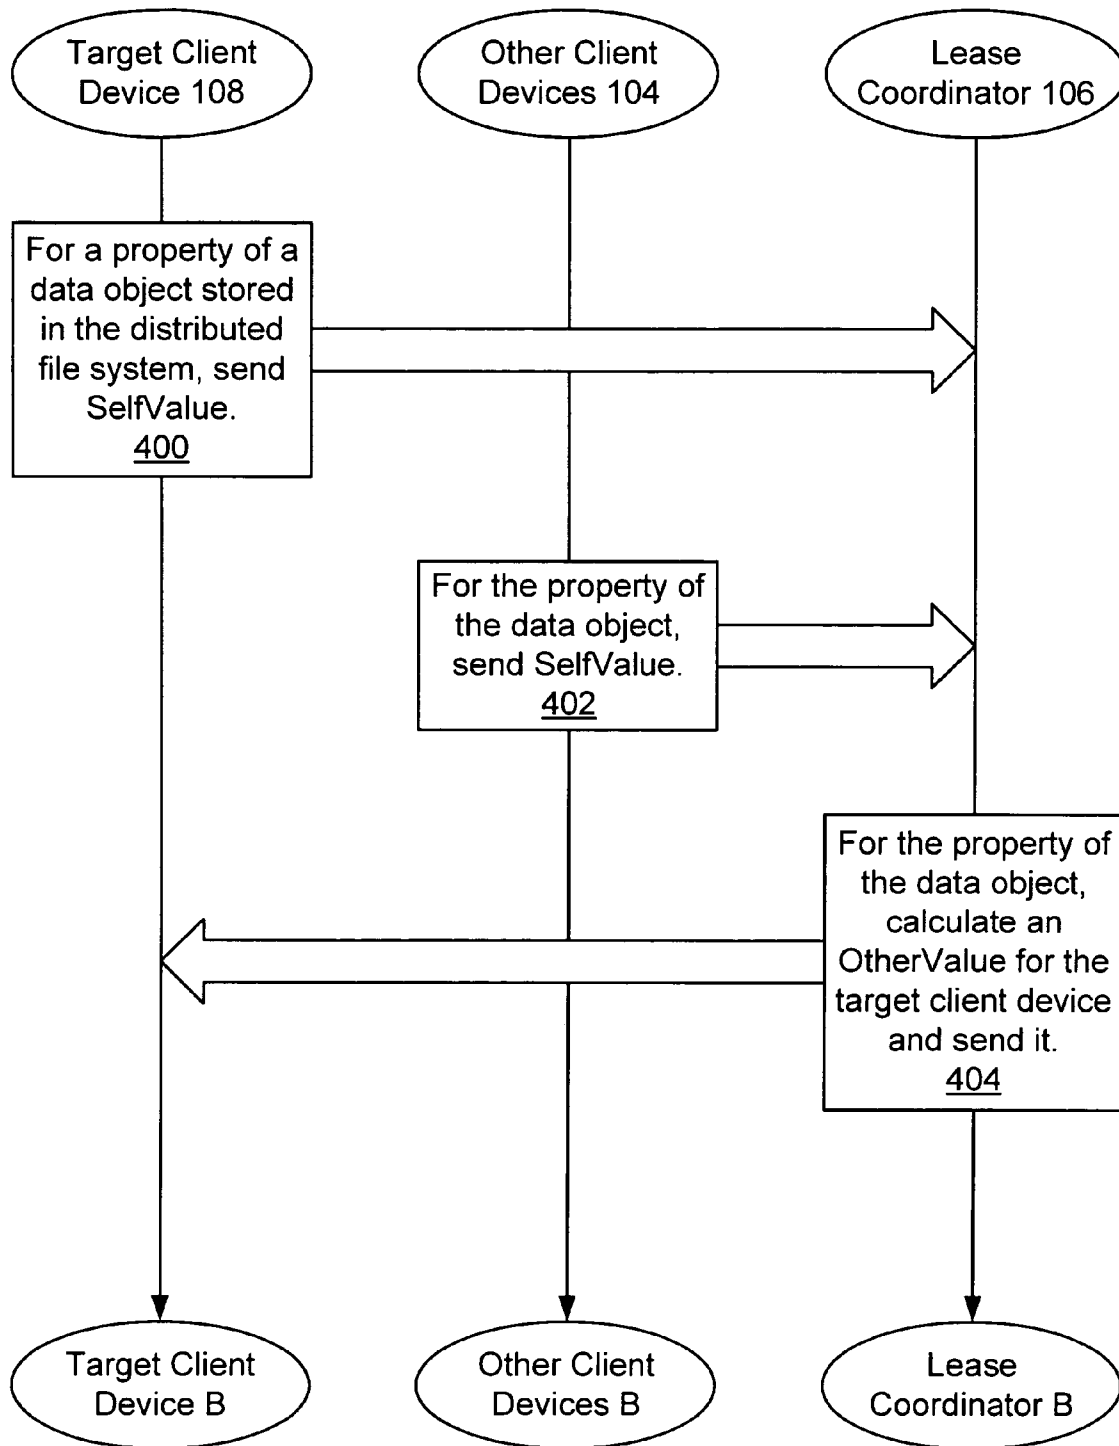 Target Client
Device 108
Other Client
Devices 104
Lease
Coordinator 106
For a property of a
data object stored
in the distributed
file system, send
SelfValue.
400
For the property of
the data object,
send SelfValue.
402
For the property of
the data object,
calculate an
OtherValue for the
target client device
and send it.
404
Target Client
Device B
Other Client
Devices B
Lease
Coordinator B